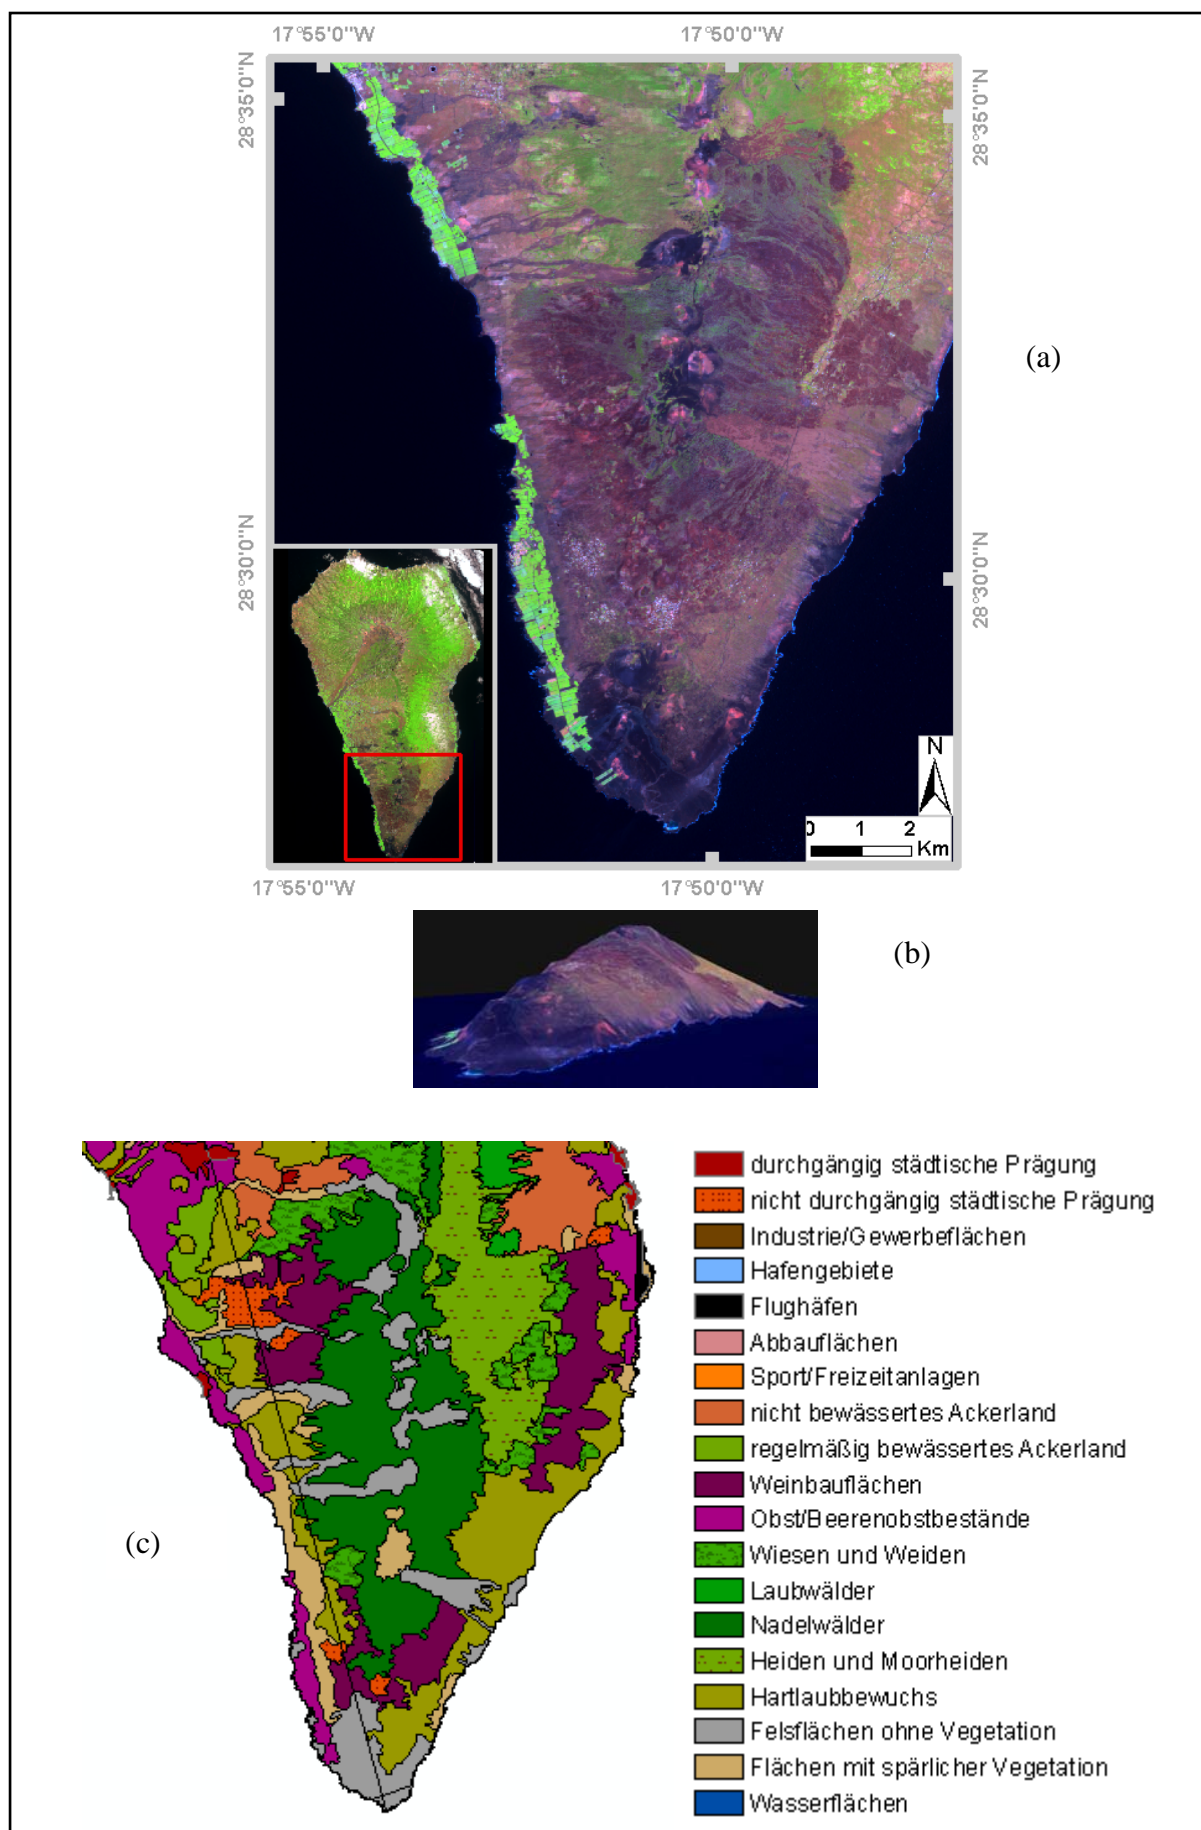 17°55'0"W
17°50'0"W
28°35'0"N
28°35'0"N
(a)
28°30'0"N
28°30'0"N
N
0 1 2
Km
17°55'0"W
17°50'0"W
(b)
(c)
durchgängig städtische Prägung
nicht durchgängig städtische Prägung
Industrie/Gewerbeflächen
Hafengebiete
Flughäfen
Abbauflächen
Sport/Freizeitanlagen
nicht bewässertes Ackerland
regelmäßig bewässertes Ackerland
Weinbauflächen
Obst/Beerenobstbestände
Wiesen und Weiden
Laubwälder
Nadelwälder
Heiden und Moorheiden
Hartlaubbewuchs
Felsflächen ohne Vegetation
Flächen mit spärlicher Vegetation
Wasserflächen